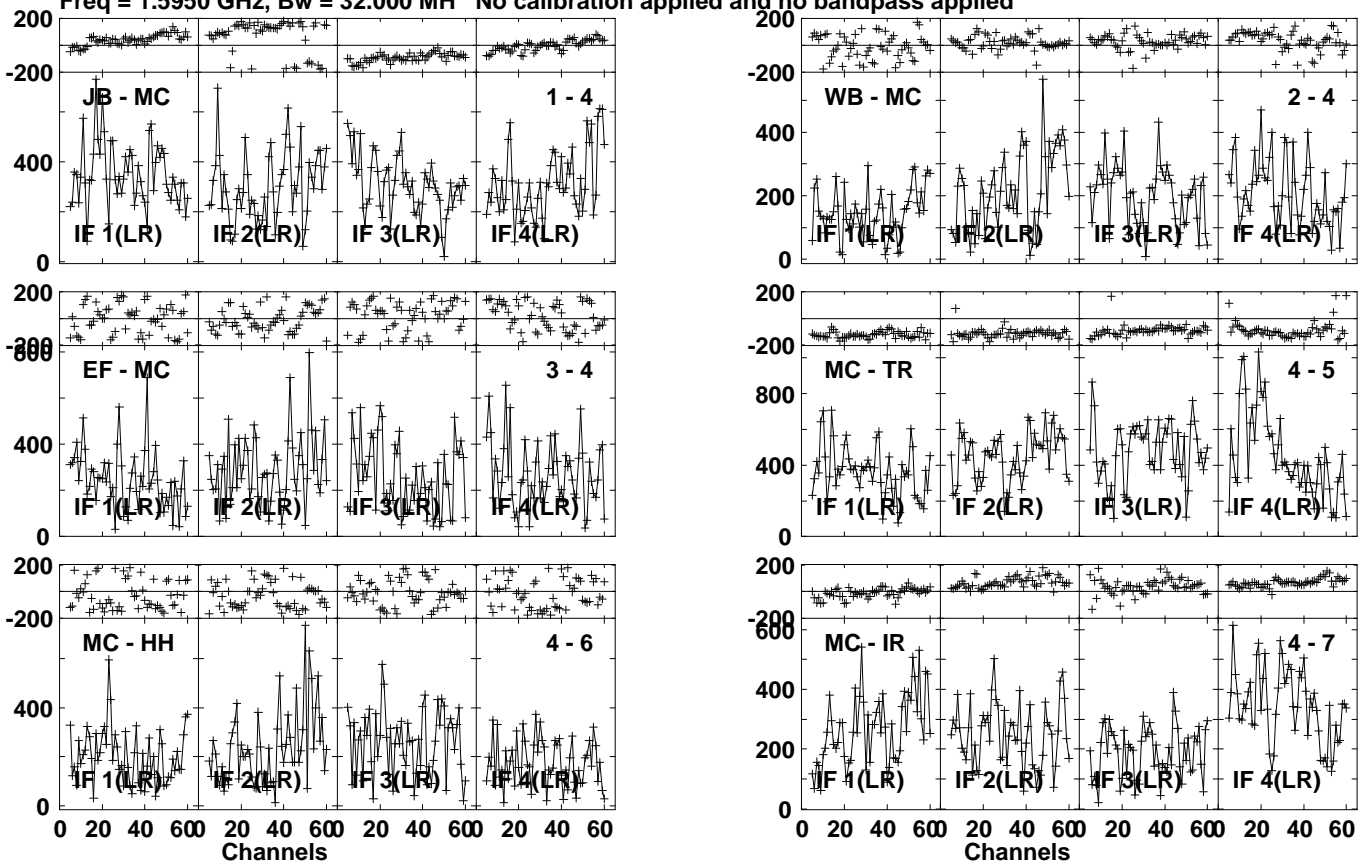 Freq = 1.5950 GHz, Bw = 32.000 MH No calibration applied and no bandpass applied
200
-200
JB - MC
1 - 4
400
0
IF 1(LR)
IF 2(LR)
IF 3(LR)
IF 4(LR)
200
-200
WB - MC
2 - 4
400
200
0
IF 1(LR)
IF 2(LR)
IF 3(LR)
IF 4(LR)
200
-200
600
EF - MC
3 - 4
400
0
IF 1(LR)
IF 2(LR)
IF 3(LR)
IF 4(LR)
200
-200
MC - TR
4 - 5
800
400
0
IF 1(LR)
IF 2(LR)
IF 3(LR)
IF 4(LR)
200
-200
MC - HH
4 - 6
400
0
IF 1(LR)
IF 2(LR)
IF 3(LR)
IF 4(LR)
0 20 40 60 0 20 40 60 0 20 40 60 0 20 40 60
Channels
200
-200
600
MC - IR
4 - 7
400
200
0
IF 1(LR)
IF 2(LR)
IF 3(LR)
IF 4(LR)
0 20 40 60 0 20 40 60 0 20 40 60 0 20 40 60
Channels